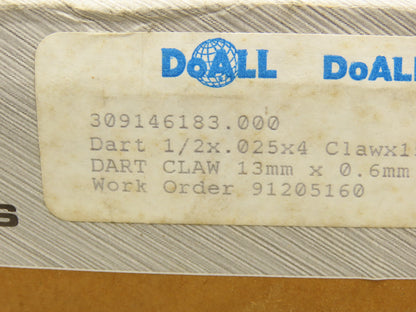 DoALL DoALL
309146183.000
Dart 1/2x.025x4 Clawx1
DART CLAW 13mm x 0.6mm
Work Order 91205160
s